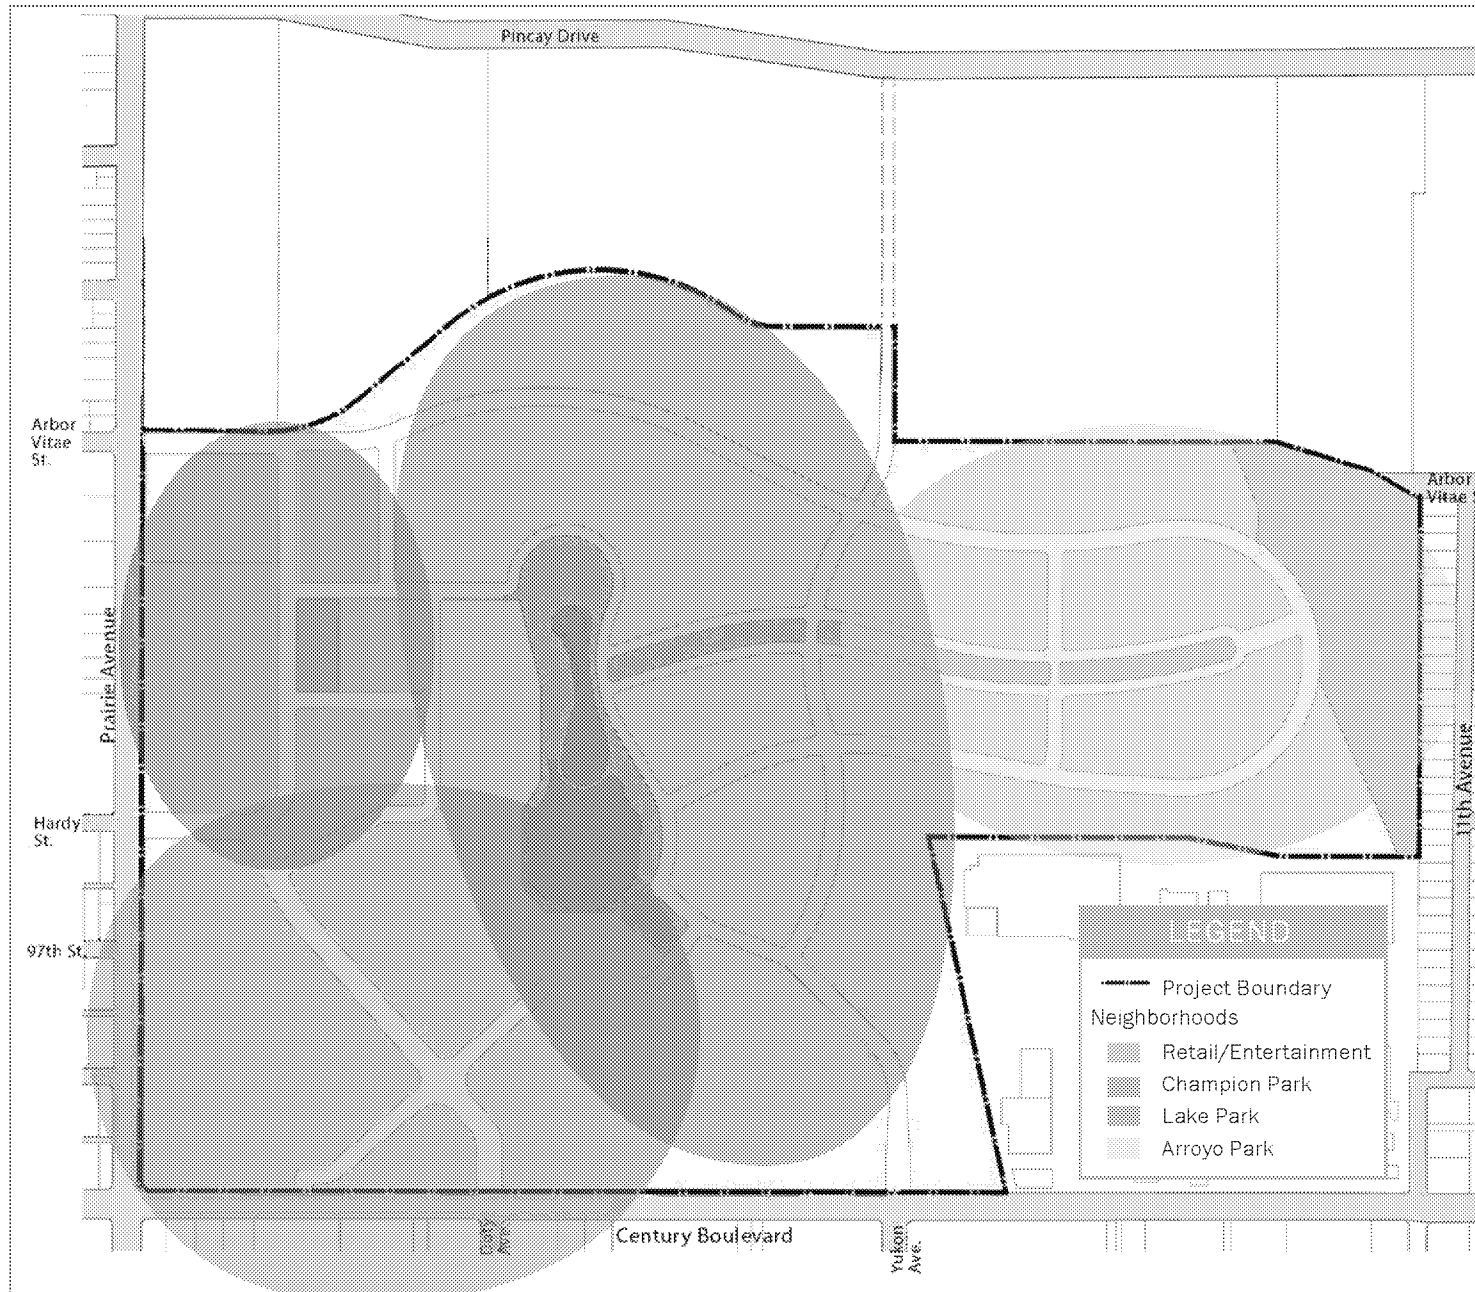 Pincay Drive
Arbor
Vitae
St.
Arbor
Vitae S
Prairie Avenue
11th Avenue
Hardy
St.
97th St.
LEGEND
Project Boundary
Neighborhoods
Retail/Entertainment
Champion Park
Lake Park
Arroyo Park
Century Boulevard
Yukon
Ave.